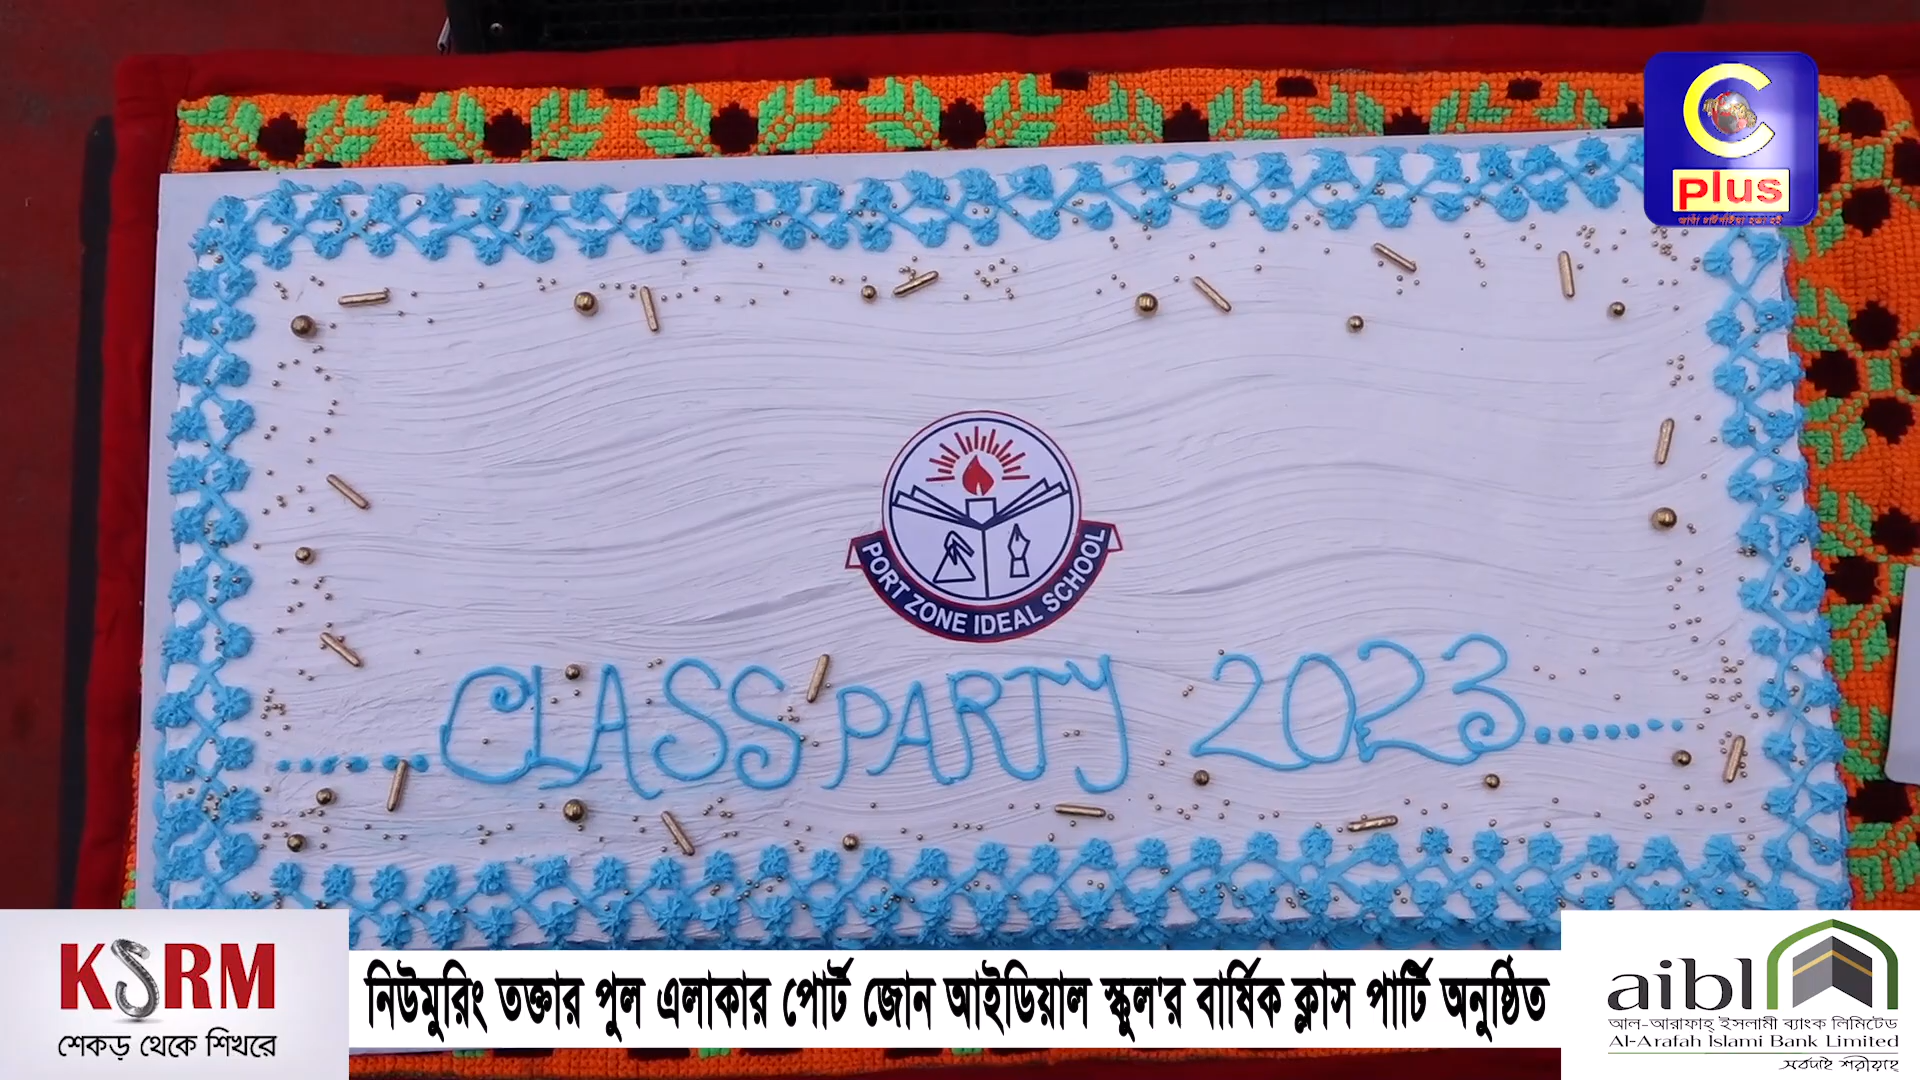 C
plus
PORT ZONE IDEAL SCHOOL
CLASS PARTY 2023
KSRM
শেকড় থেকে শিখরে
নিউমুরিং তক্তার পুল এলাকার পোর্ট জোন আইডিয়াল স্কুল'র বার্ষিক ক্লাস পার্টি অনুষ্ঠিত
aibl
আল-আরাফাহ্ ইসলামী ব্যাংক লিমিটেড
Al-Arafah Islami Bank Limited
সর্বদাই শরীয়াহ্